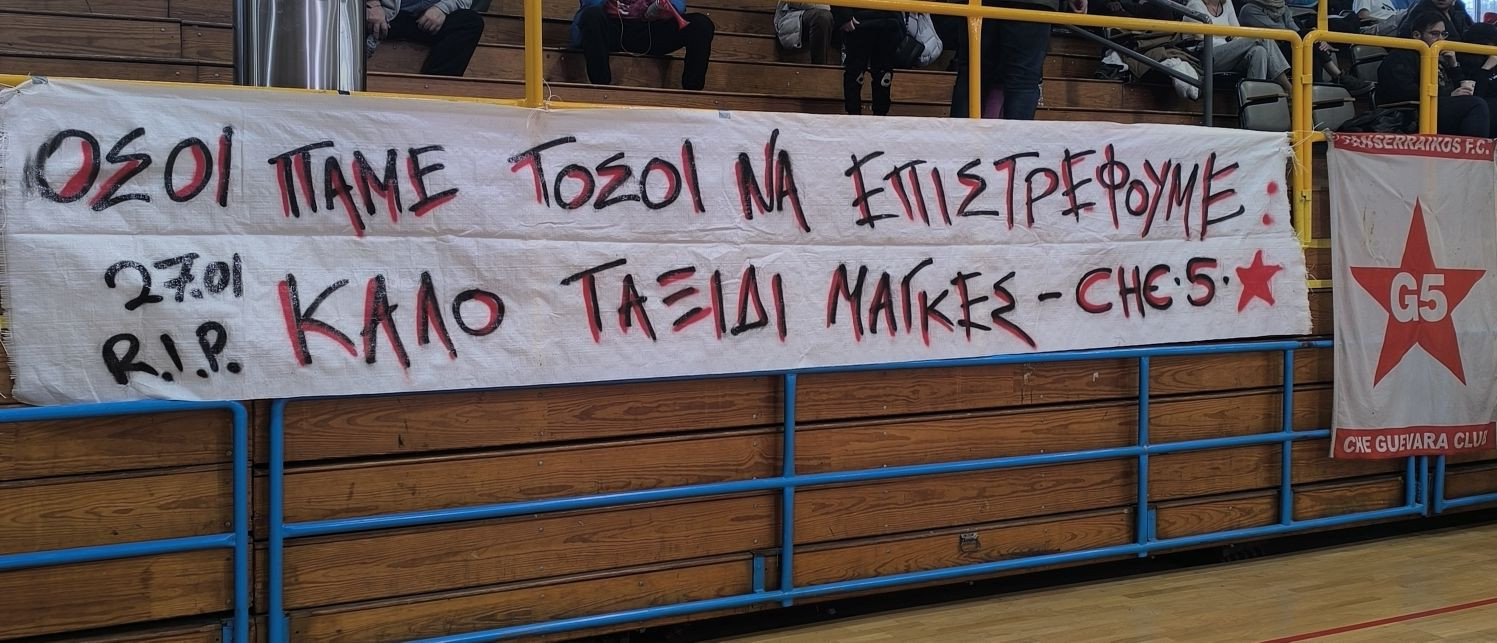 ΟΣΟΙ ΠΑΜΕ ΤΟΣΟΙ ΝΑ ΕΠΙΣΤΡΕΦΟΥΜΕ :
27.01 ΚΑΛΟ ΤΑΞΙΔΙ ΜΑΓΚΕΣ - CHE·5·
R.I.P.
PANSERRAIKOS F.C.
G5
CHE GUEVARA CLUB